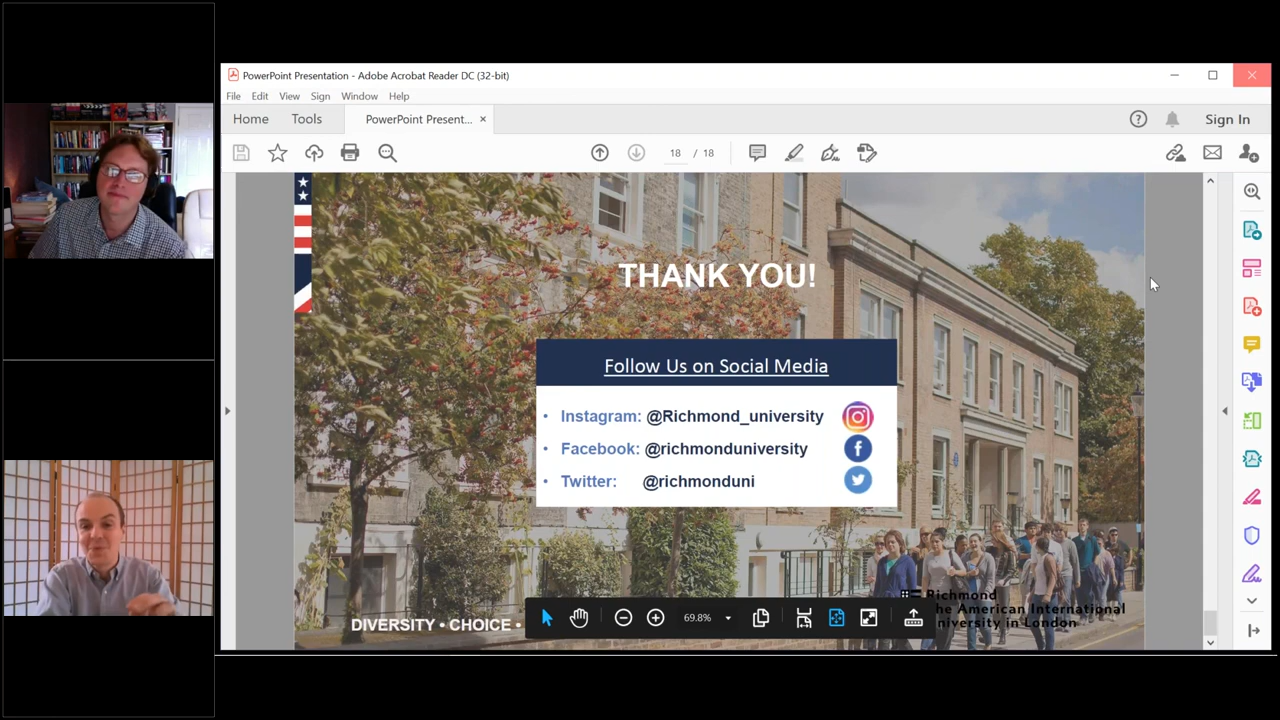 PowerPoint Presentation - Adobe Acrobat Reader DC (32-bit)
File Edit View Sign Window Help
Home Tools PowerPoint Present... × Sign In
18 / 18
THANK YOU!
Follow Us on Social Media
• Instagram: @Richmond_university
• Facebook: @richmonduniversity
• Twitter: @richmonduni
69.8%
Richmond
the American International
University in London
DIVERSITY • CHOICE •